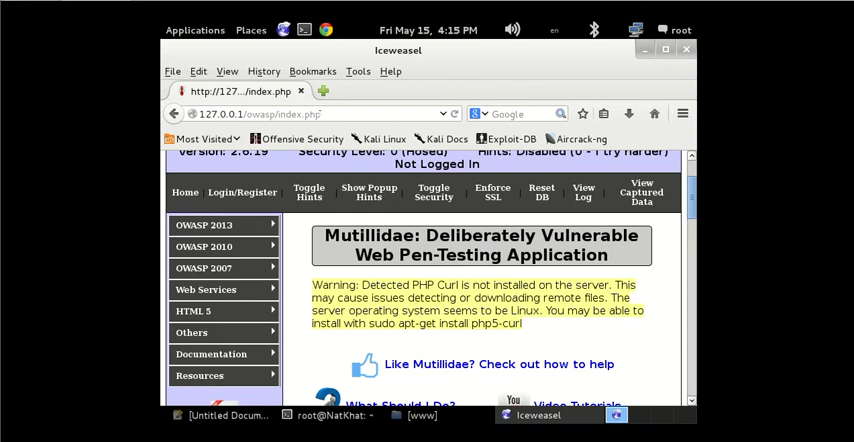 Applications Places Fri May 15, 4:15 PM en root
Iceweasel
File Edit View History Bookmarks Tools Help
http://127.../index.php
127.0.0.1/owasp/index.php Google
Most Visited Offensive Security Kali Linux Kali Docs Exploit-DB Aircrack-ng
Version: 2.6.19 Security Level: 0 (Hosed) Hints: Disabled (0 - I try harder)
Not Logged In
Home Login/Register Toggle Hints Show Popup Hints Toggle Security Enforce SSL Reset DB View Log View Captured Data
OWASP 2013
OWASP 2010
OWASP 2007
Web Services
HTML 5
Others
Documentation
Resources
Mutillidae: Deliberately Vulnerable
Web Pen-Testing Application
Warning: Detected PHP Curl is not installed on the server. This
may cause issues detecting or downloading remote files. The
server operating system seems to be Linux. You may be able to
install with sudo apt-get install php5-curl
Like Mutillidae? Check out how to help
What Should I Do? You Video Tutorials
[Untitled Docum... root@NatKhat: ~ [www] Iceweasel